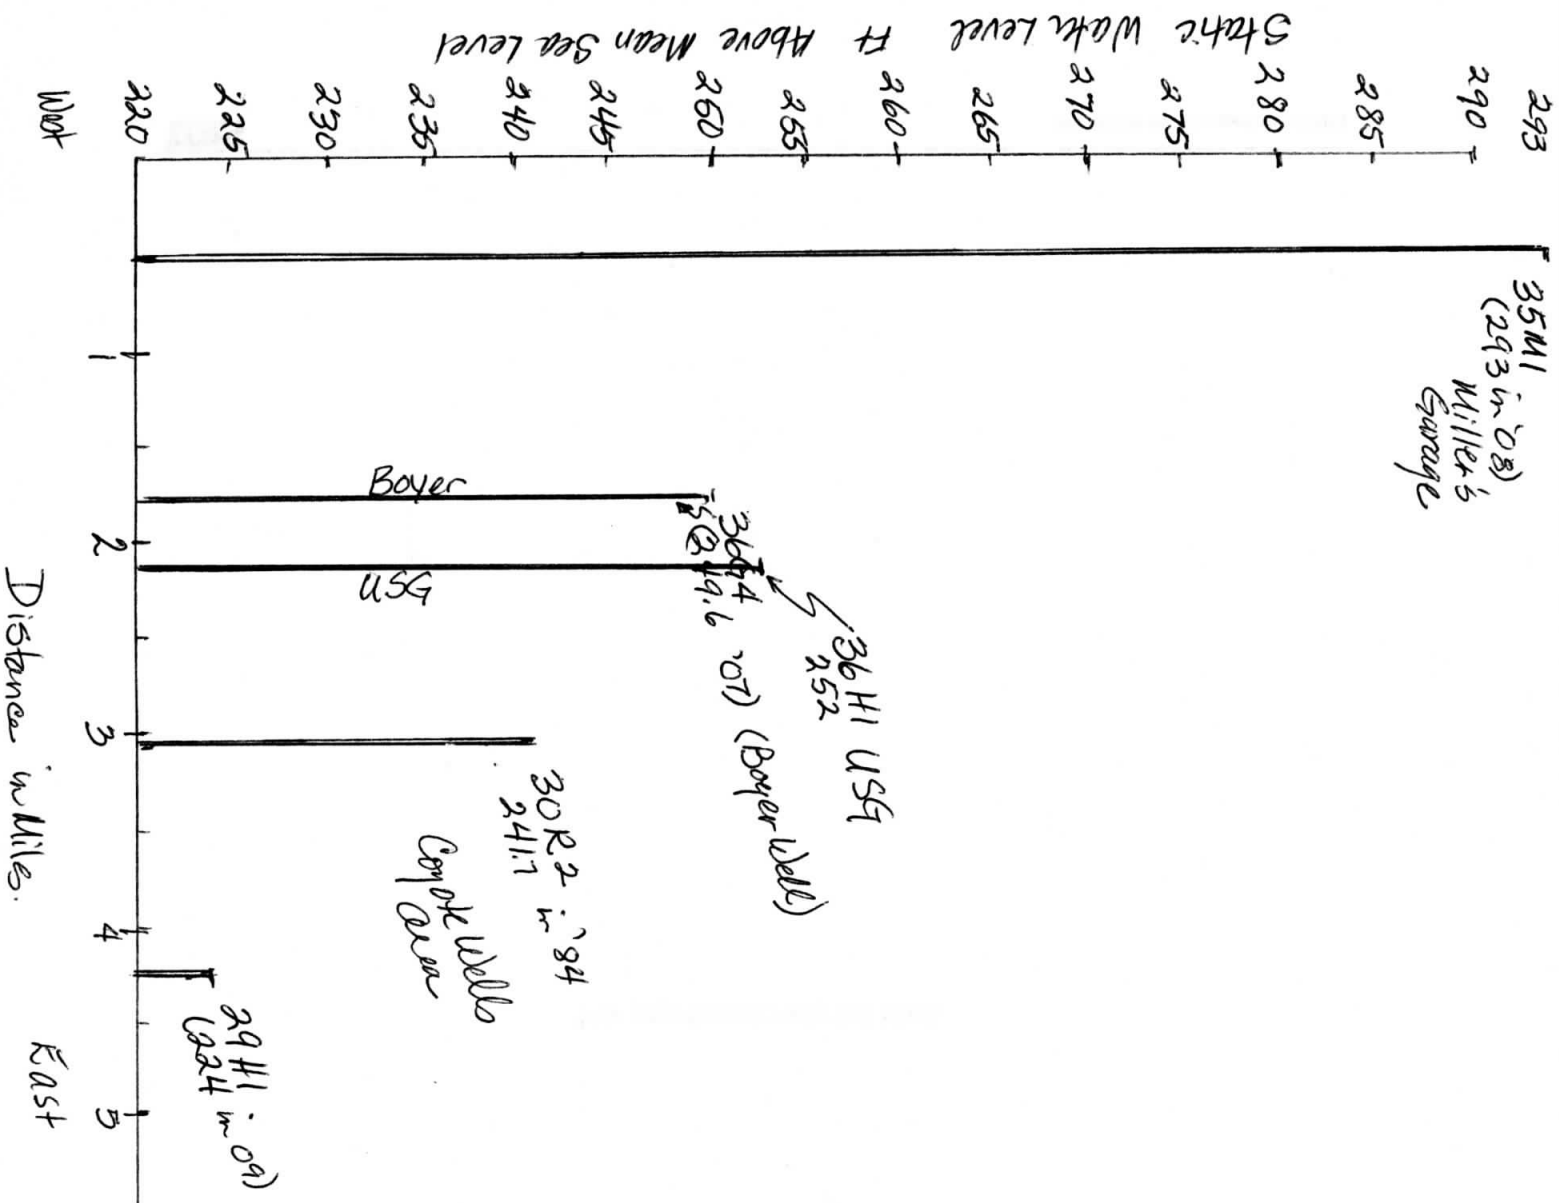 Static Water Level Ft Above Mean Sea Level
293
290
285
280
275
270
265
260
255
250
245
240
235
230
225
220
West
35M1
(293 in '08)
Miller's
Garage
Boyer
36G4
249.6 '07) (Boyer Well)
USG
36H1 USG
252
30R2 in '84
241.7
Coyote Wells
area
29H1
(224 in 09)
1
2
3
4
5
Distance in Miles.
East